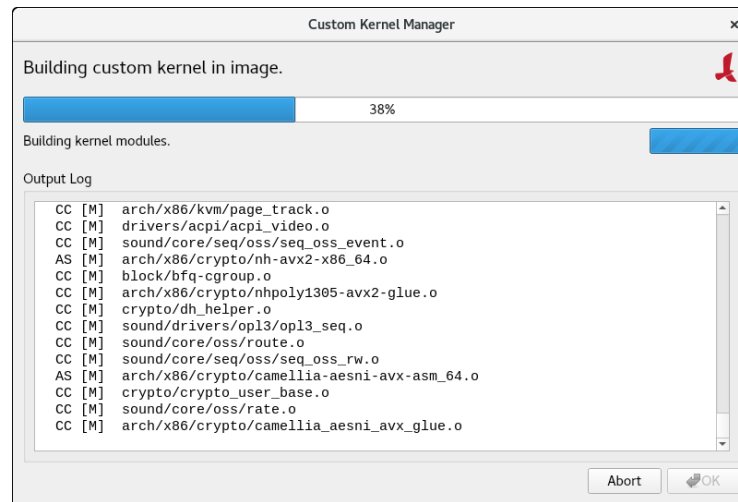 Custom Kernel Manager ×
Building custom kernel in image.
38%
Building kernel modules.
Output Log
CC [M] arch/x86/kvm/page_track.o
CC [M] drivers/acpi/acpi_video.o
CC [M] sound/core/seq/oss/seq_oss_event.o
AS [M] arch/x86/crypto/nh-avx2-x86_64.o
CC [M] block/bfq-cgroup.o
CC [M] arch/x86/crypto/nhpoly1305-avx2-glue.o
CC [M] crypto/dh_helper.o
CC [M] sound/drivers/opl3/opl3_seq.o
CC [M] sound/core/oss/route.o
CC [M] sound/core/seq/oss/seq_oss_rw.o
AS [M] arch/x86/crypto/camellia-aesni-avx-asm_64.o
CC [M] crypto/crypto_user_base.o
CC [M] sound/core/oss/rate.o
CC [M] arch/x86/crypto/camellia_aesni_avx_glue.o
Abort OK